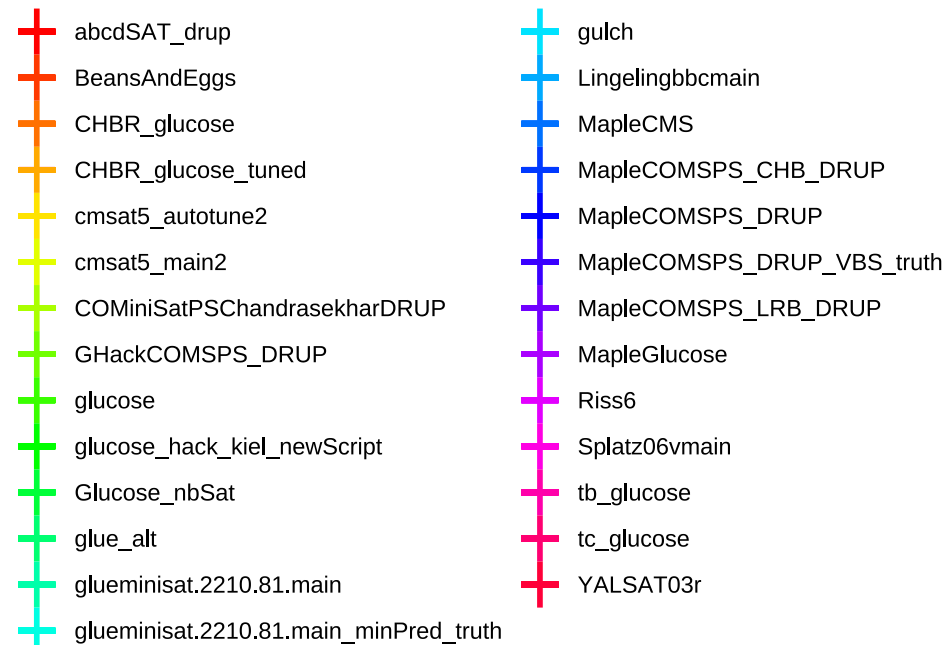 abcdSAT_drup
BeansAndEggs
CHBR_glucose
CHBR_glucose_tuned
cmsat5_autotune2
cmsat5_main2
COMiniSatPSChandrasekharDRUP
GHackCOMSPS_DRUP
glucose
glucose_hack_kiel_newScript
Glucose_nbSat
glue_alt
glueminisat.2210.81.main
glueminisat.2210.81.main_minPred_truth
gulch
Lingelingbbcmain
MapleCMS
MapleCOMSPS_CHB_DRUP
MapleCOMSPS_DRUP
MapleCOMSPS_DRUP_VBS_truth
MapleCOMSPS_LRB_DRUP
MapleGlucose
Riss6
Splatz06vmain
tb_glucose
tc_glucose
YALSAT03r